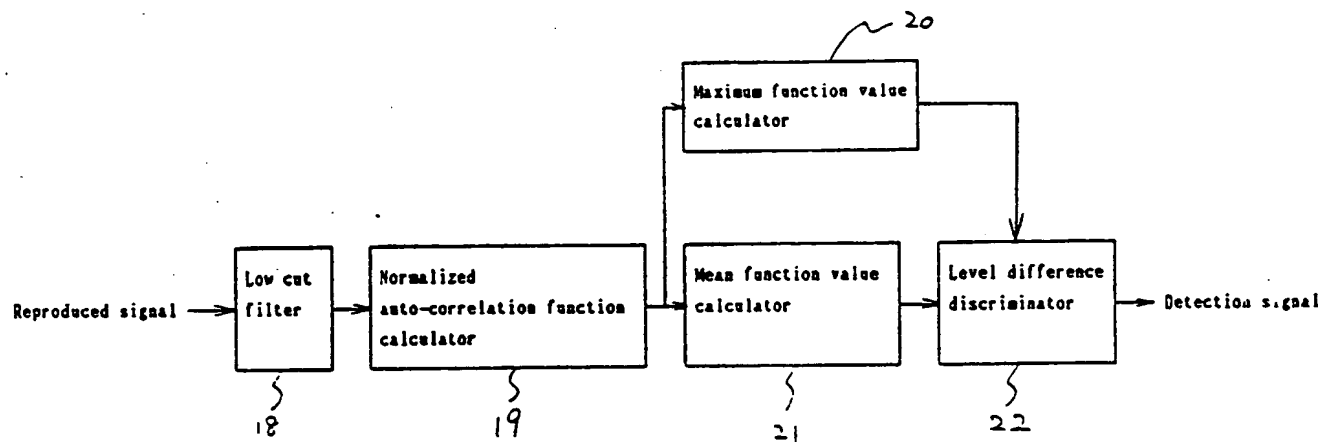 20
Maximum function value
calculator
Reproduced signal
Low cut
filter
Normalized
auto-correlation function
calculator
Mean function value
calculator
Level difference
discriminator
Detection signal
18
19
21
22